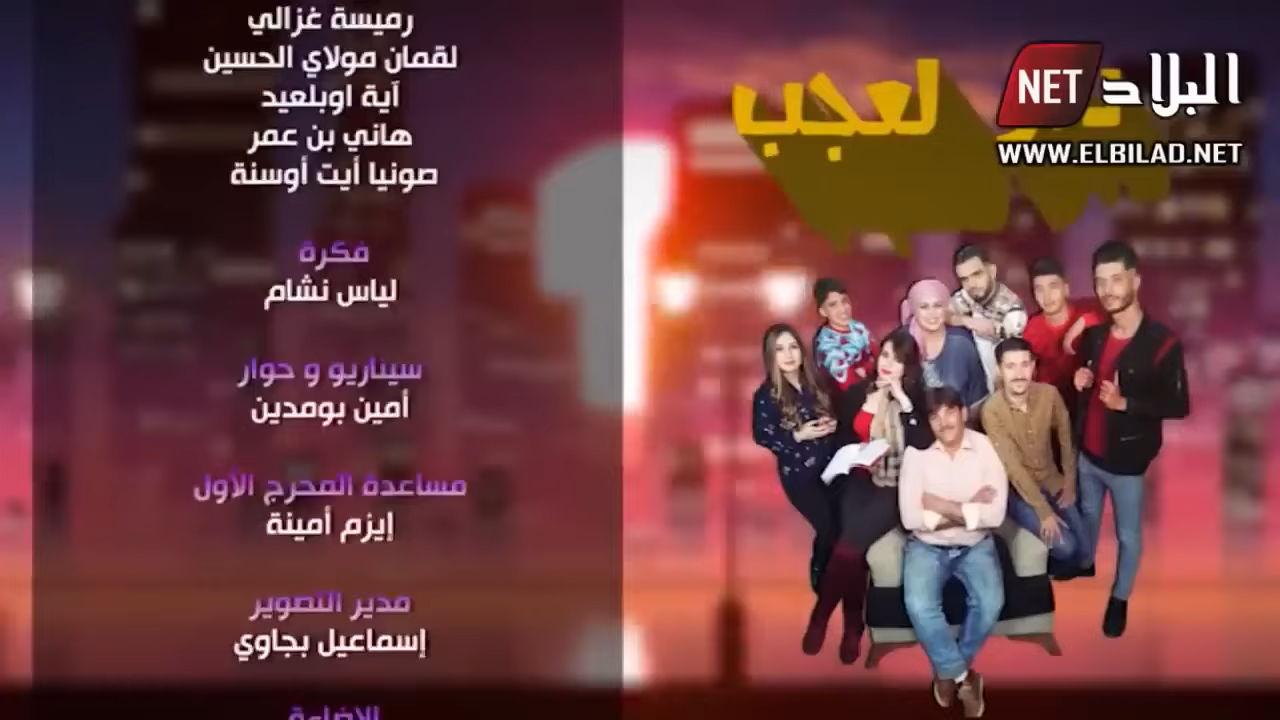 رميسة غزالي
لقمان مولاي الحسين
آية اوبلعيد
هاني بن عمر
صونيا أيت أوسنة
فكرة
لياس نشام
سيناريو و حوار
أمين بومدين
مساعدة المخرج الأول
إيزم أمينة
مدير التصوير
إسماعيل بجاوي
الإضاءة
لعجب
البلاد NET
WWW.ELBILAD.NET